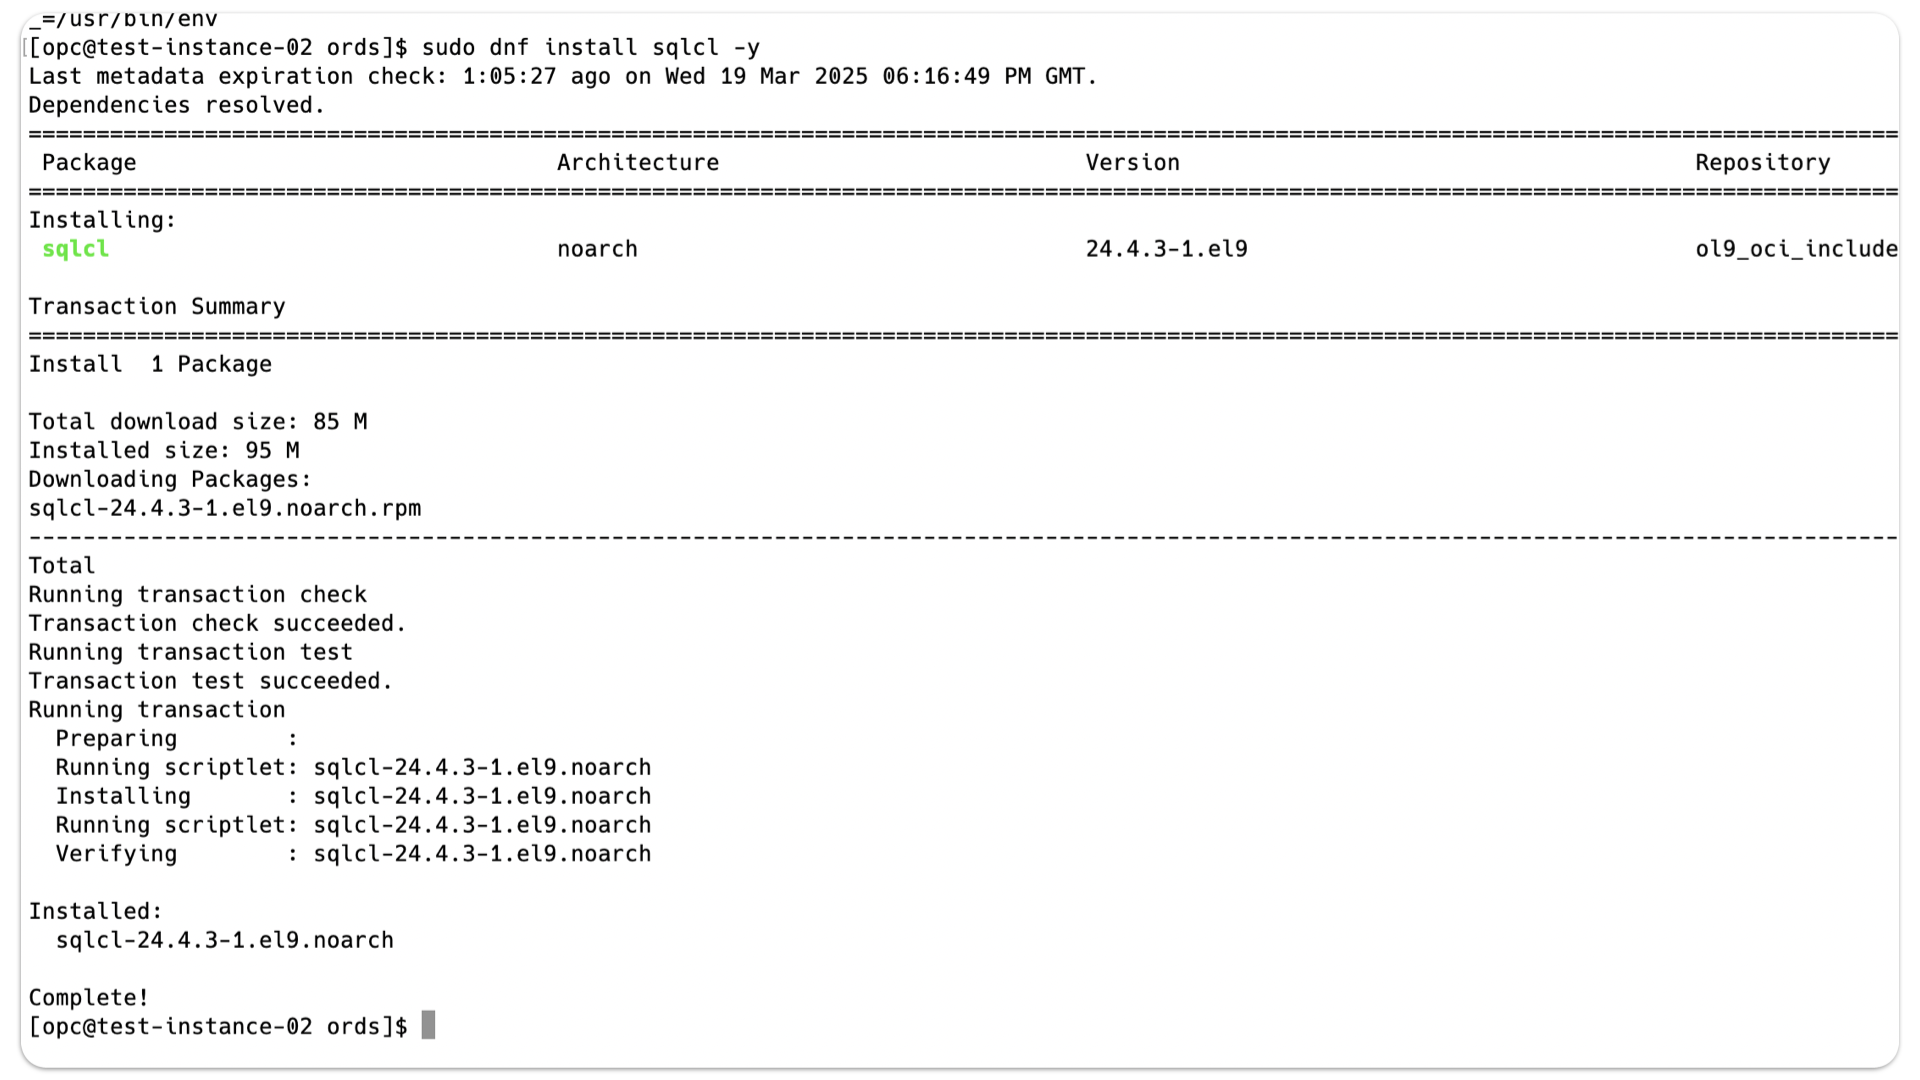 _=/usr/bin/env
[opc@test-instance-02 ords]$ sudo dnf install sqlcl -y
Last metadata expiration check: 1:05:27 ago on Wed 19 Mar 2025 06:16:49 PM GMT.
Dependencies resolved.
==========================================================================================================================================
Package Architecture Version Repository
==========================================================================================================================================
Installing:
sqlcl noarch 24.4.3-1.el9 ol9_oci_include
Transaction Summary
==========================================================================================================================================
Install  1 Package
Total download size: 85 M
Installed size: 95 M
Downloading Packages:
sqlcl-24.4.3-1.el9.noarch.rpm
------------------------------------------------------------------------------------------------------------------------------------------
Total
Running transaction check
Transaction check succeeded.
Running transaction test
Transaction test succeeded.
Running transaction
  Preparing        :
  Running scriptlet: sqlcl-24.4.3-1.el9.noarch
  Installing       : sqlcl-24.4.3-1.el9.noarch
  Running scriptlet: sqlcl-24.4.3-1.el9.noarch
  Verifying        : sqlcl-24.4.3-1.el9.noarch
Installed:
  sqlcl-24.4.3-1.el9.noarch
Complete!
[opc@test-instance-02 ords]$